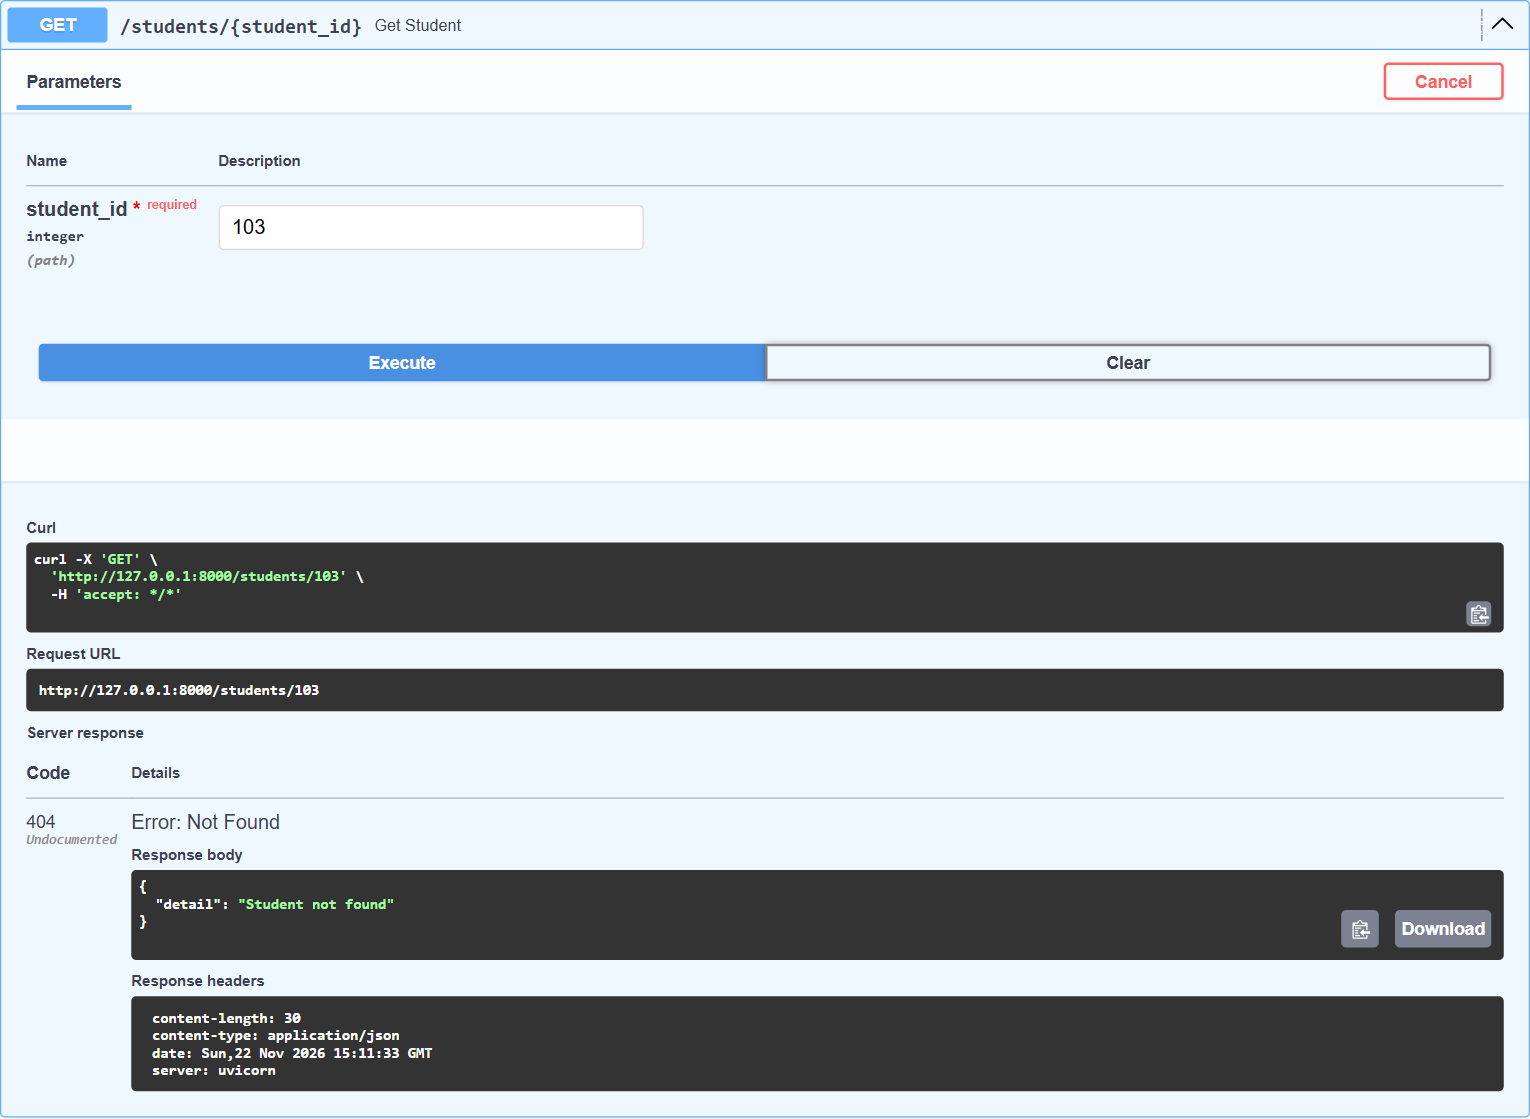 GET /students/{student_id} Get Student
Parameters
Cancel
Name Description
student_id * required
integer
(path)
103
Execute Clear
Curl
curl -X 'GET' \
  'http://127.0.0.1:8000/students/103' \
  -H 'accept: */*'
Request URL
http://127.0.0.1:8000/students/103
Server response
Code Details
404 Error: Not Found
Undocumented
Response body
{
  "detail": "Student not found"
}
Download
Response headers
content-length: 30
content-type: application/json
date: Sun,22 Nov 2026 15:11:33 GMT
server: uvicorn